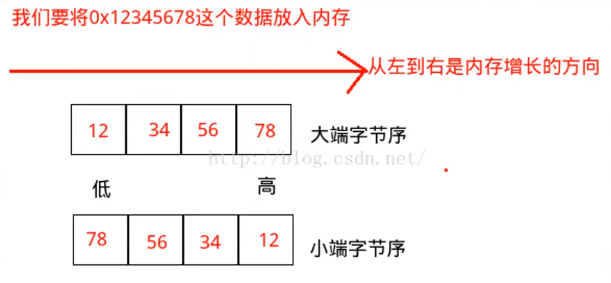 我们要将0x12345678这个数据放入内存
从左到右是内存增长的方向
12 34 56 78 大端字节序
http://blog.csdn.net/
低 高
78 56 34 12 小端字节序